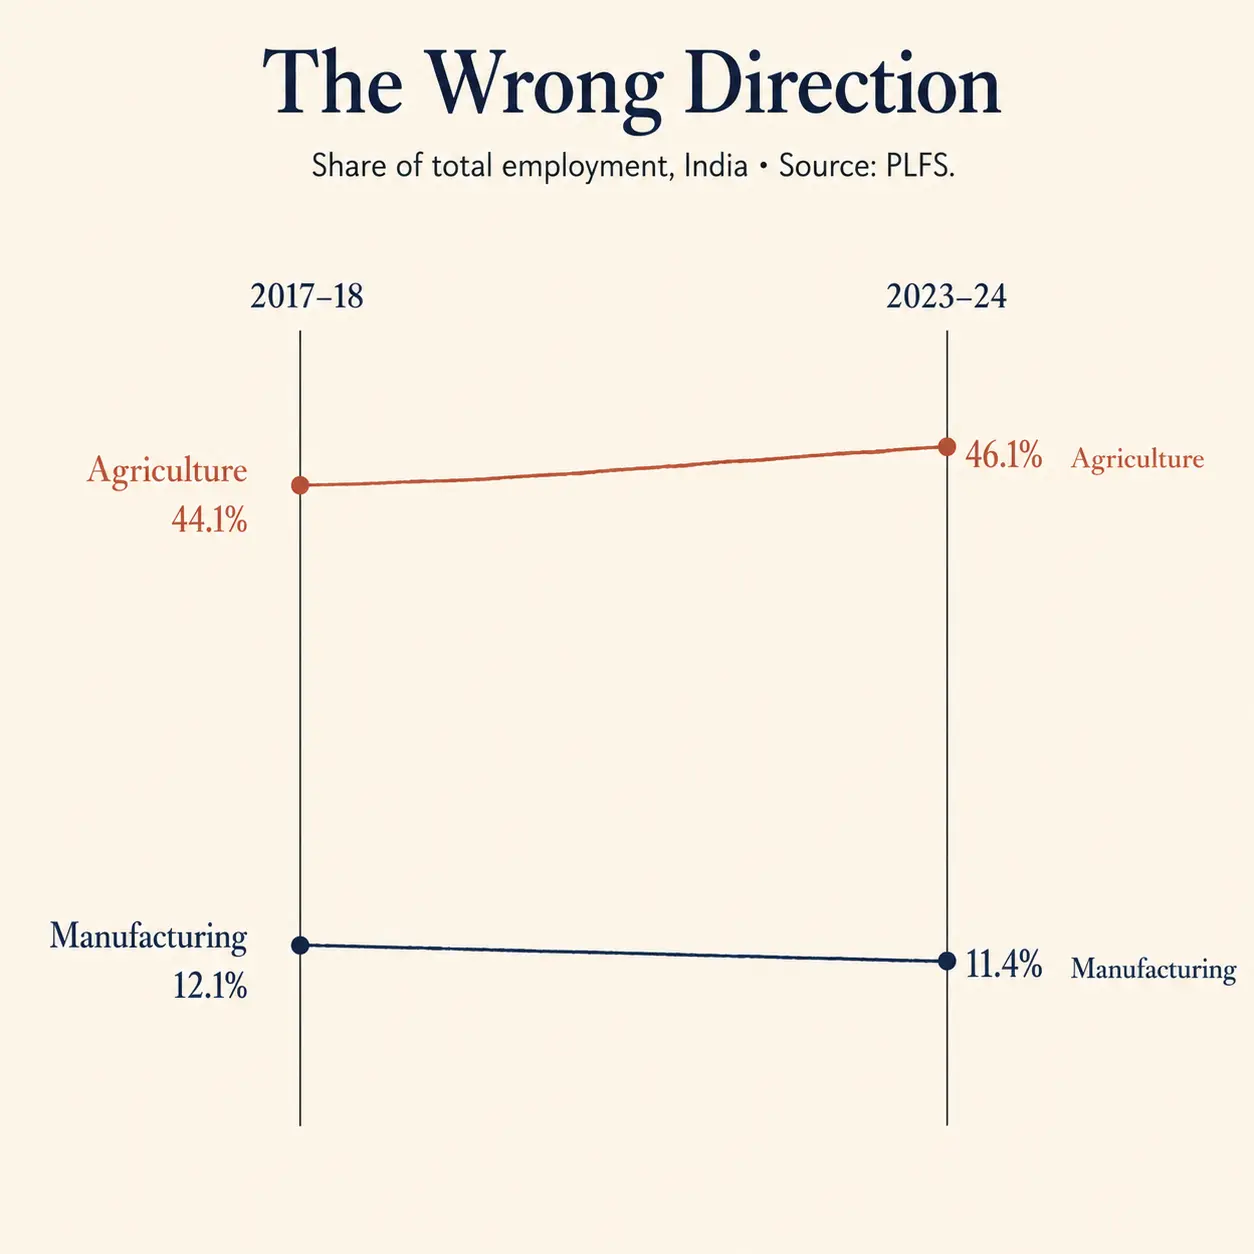 The Wrong Direction
Share of total employment, India • Source: PLFS.
2017–18
2023–24
Agriculture
44.1%
46.1% Agriculture
Manufacturing
12.1%
11.4% Manufacturing